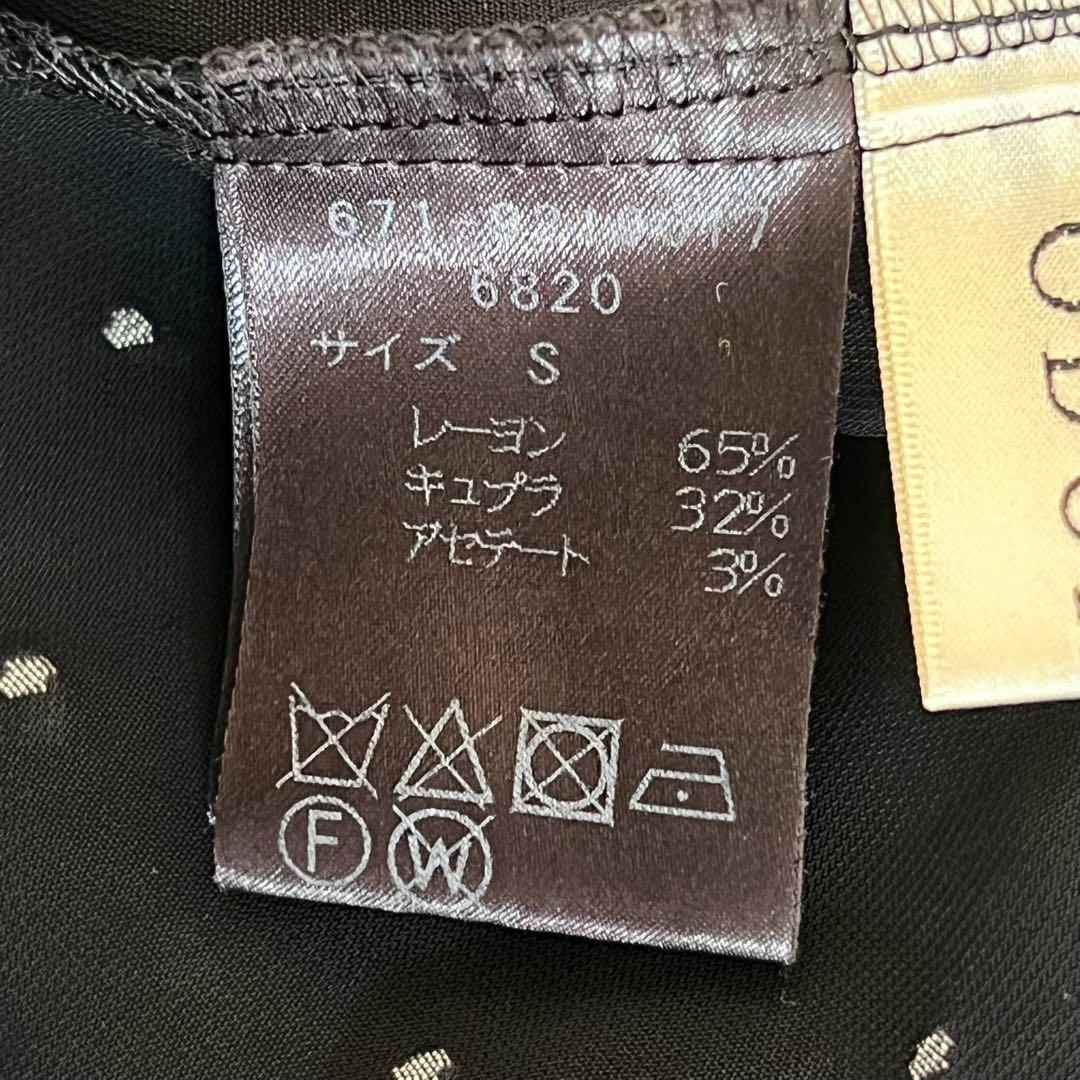 6820
サイズ S
レーヨン 65%
キュプラ 32%
アセテート 3%
F
W